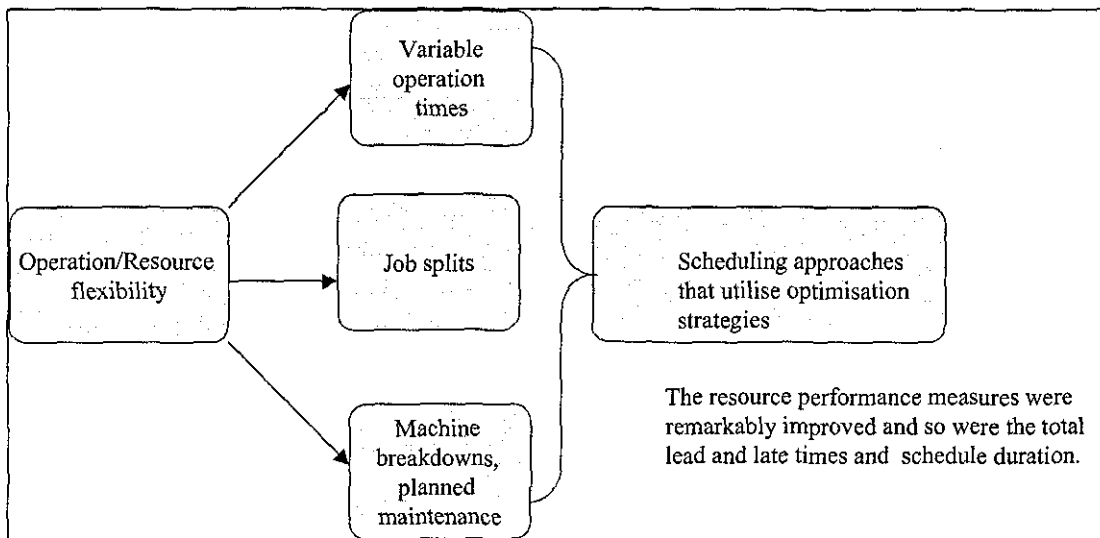 Variable
operation
times
Operation/Resource
flexibility
Job splits
Scheduling approaches
that utilise optimisation
strategies
Machine
breakdowns,
planned
maintenance
The resource performance measures were
remarkably improved and so were the total
lead and late times and schedule duration.